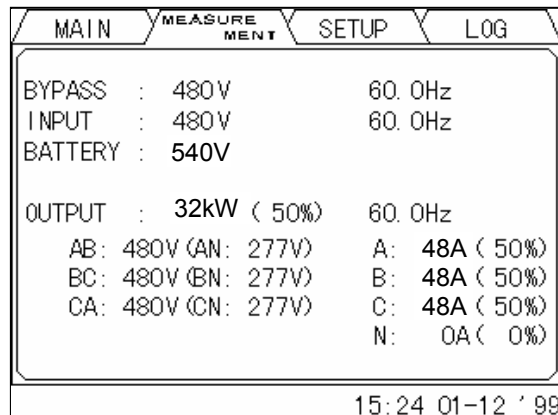 MAIN MEASUREMENT SETUP LOG
BYPASS : 480V 60.0Hz
INPUT : 480V 60.0Hz
BATTERY : 540V
OUTPUT : 32kW ( 50%) 60.0Hz
AB: 480V(AN: 277V) A: 48A ( 50%)
BC: 480V(BN: 277V) B: 48A ( 50%)
CA: 480V(CN: 277V) C: 48A ( 50%)
N: 0A( 0%)
15:24 01-12 '99